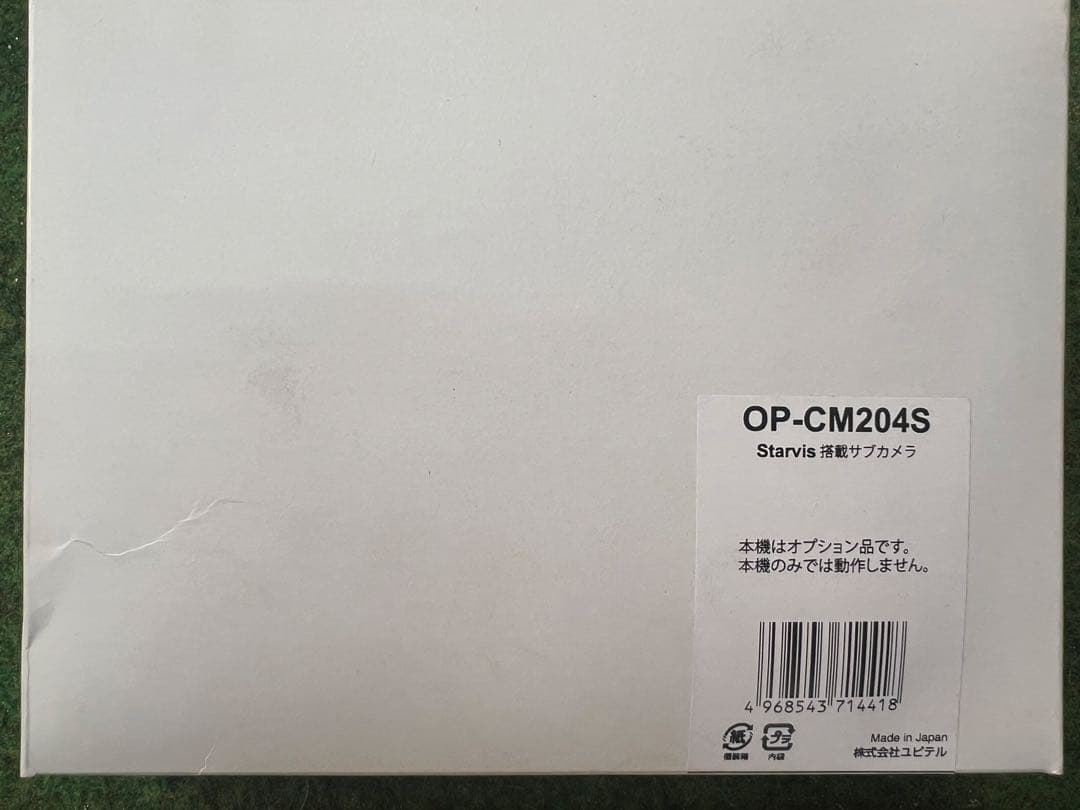 OP-CM204S
Starvis 搭載サブカメラ
本機はオプション品です。
本機のみでは動作しません。
4 968543 714418
紙 プラ
個装箱 内袋
Made in Japan
株式会社ユピテル